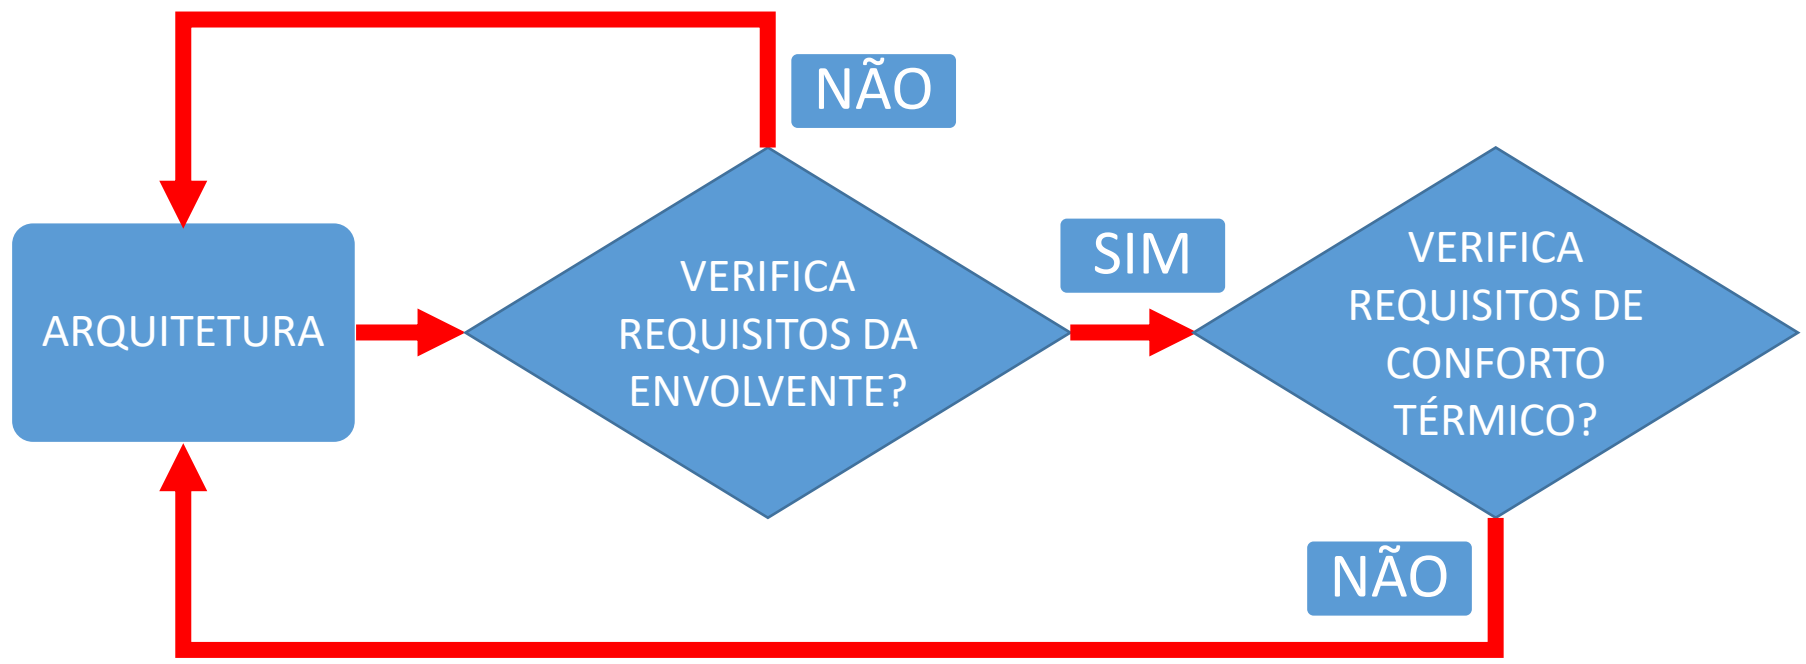 NÃO
ARQUITETURA
VERIFICA
REQUISITOS DA
ENVOLVENTE?
SIM
VERIFICA
REQUISITOS DE
CONFORTO
TÉRMICO?
NÃO